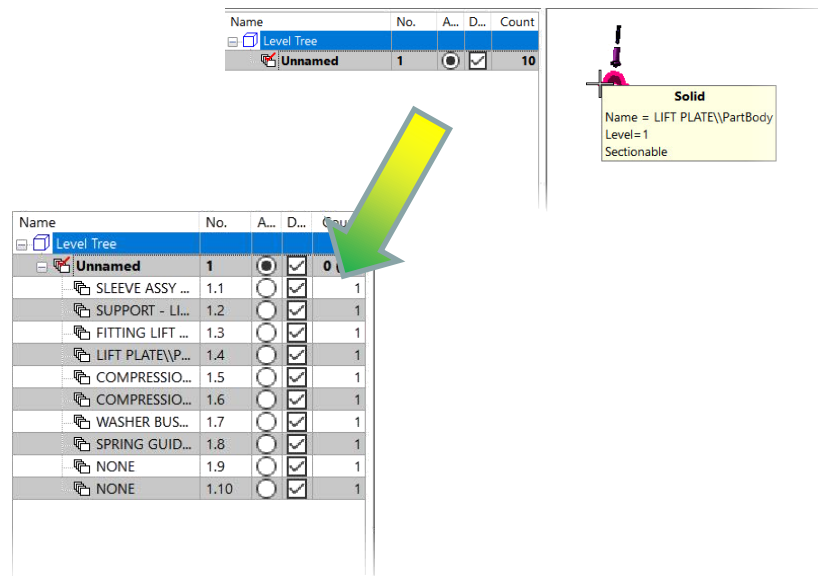 Name No. A... D... Count
Level Tree
Unnamed 1 10
Solid
Name = LIFT PLATE\\PartBody
Level=1
Sectionable
Name No. A... D...
Level Tree
Unnamed 1 0 (
SLEEVE ASSY ... 1.1 1
SUPPORT - LI... 1.2 1
FITTING LIFT ... 1.3 1
LIFT PLATE\\P... 1.4 1
COMPRESSIO... 1.5 1
COMPRESSIO... 1.6 1
WASHER BUS... 1.7 1
SPRING GUID... 1.8 1
NONE 1.9 1
NONE 1.10 1